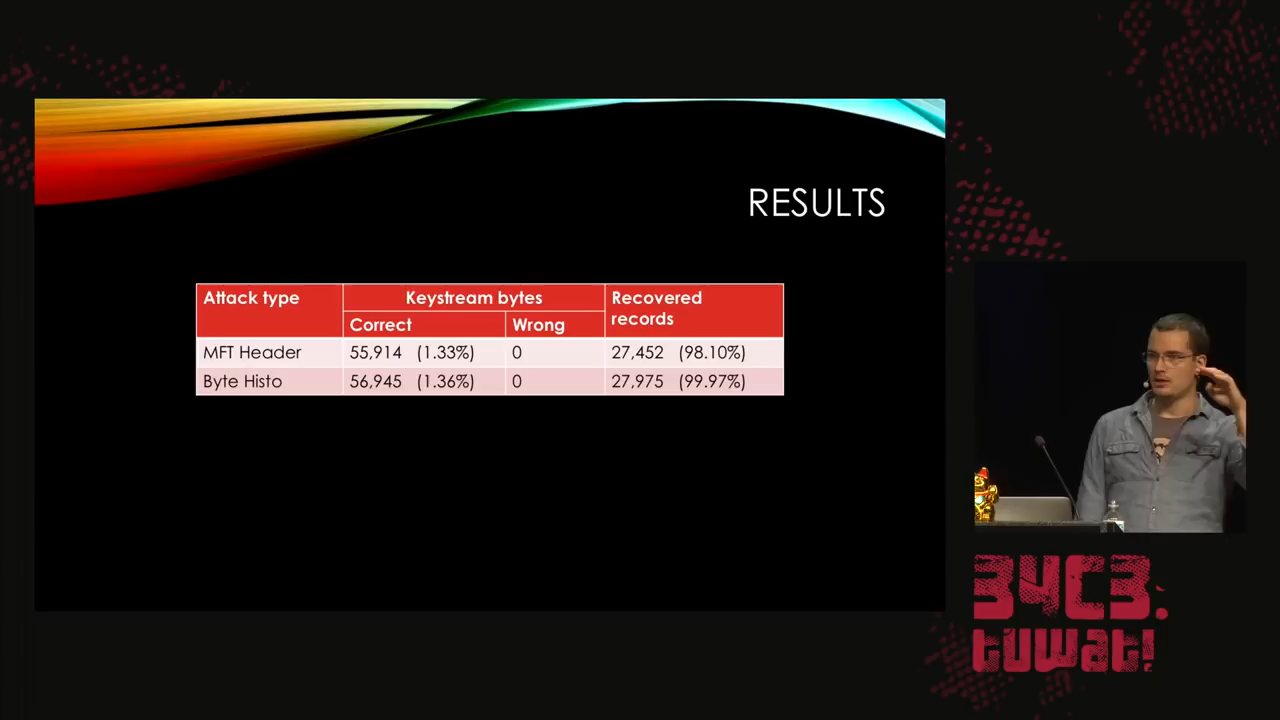 RESULTS
Attack type Keystream bytes Recovered records
Correct Wrong
MFT Header 55,914 (1.33%) 0 27,452 (98.10%)
Byte Histo 56,945 (1.36%) 0 27,975 (99.97%)
34C3.
tuwat!